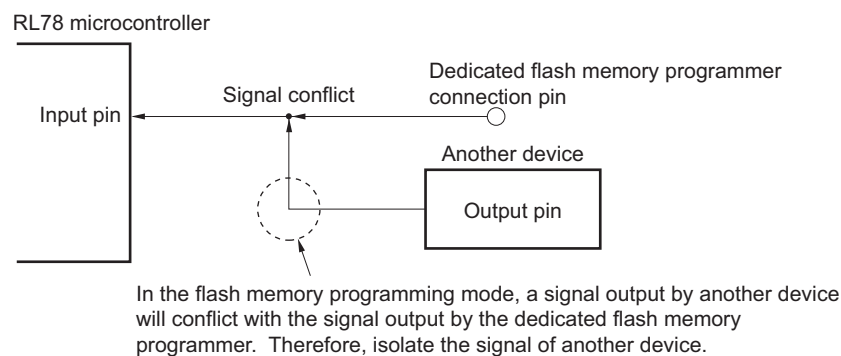 RL78 microcontroller
Dedicated flash memory programmer
connection pin
Signal conflict
Input pin
Another device
Output pin
In the flash memory programming mode, a signal output by another device
will conflict with the signal output by the dedicated flash memory
programmer. Therefore, isolate the signal of another device.